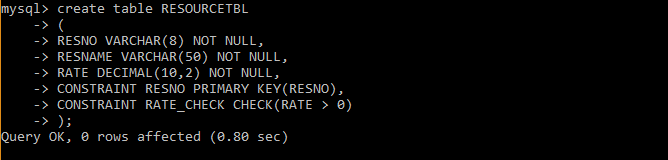 mysql> create table RESOURCETBL
-> (
-> RESNO VARCHAR(8) NOT NULL,
-> RESNAME VARCHAR(50) NOT NULL,
-> RATE DECIMAL(10,2) NOT NULL,
-> CONSTRAINT RESNO PRIMARY KEY(RESNO),
-> CONSTRAINT RATE_CHECK CHECK(RATE > 0)
-> );
Query OK, 0 rows affected (0.80 sec)